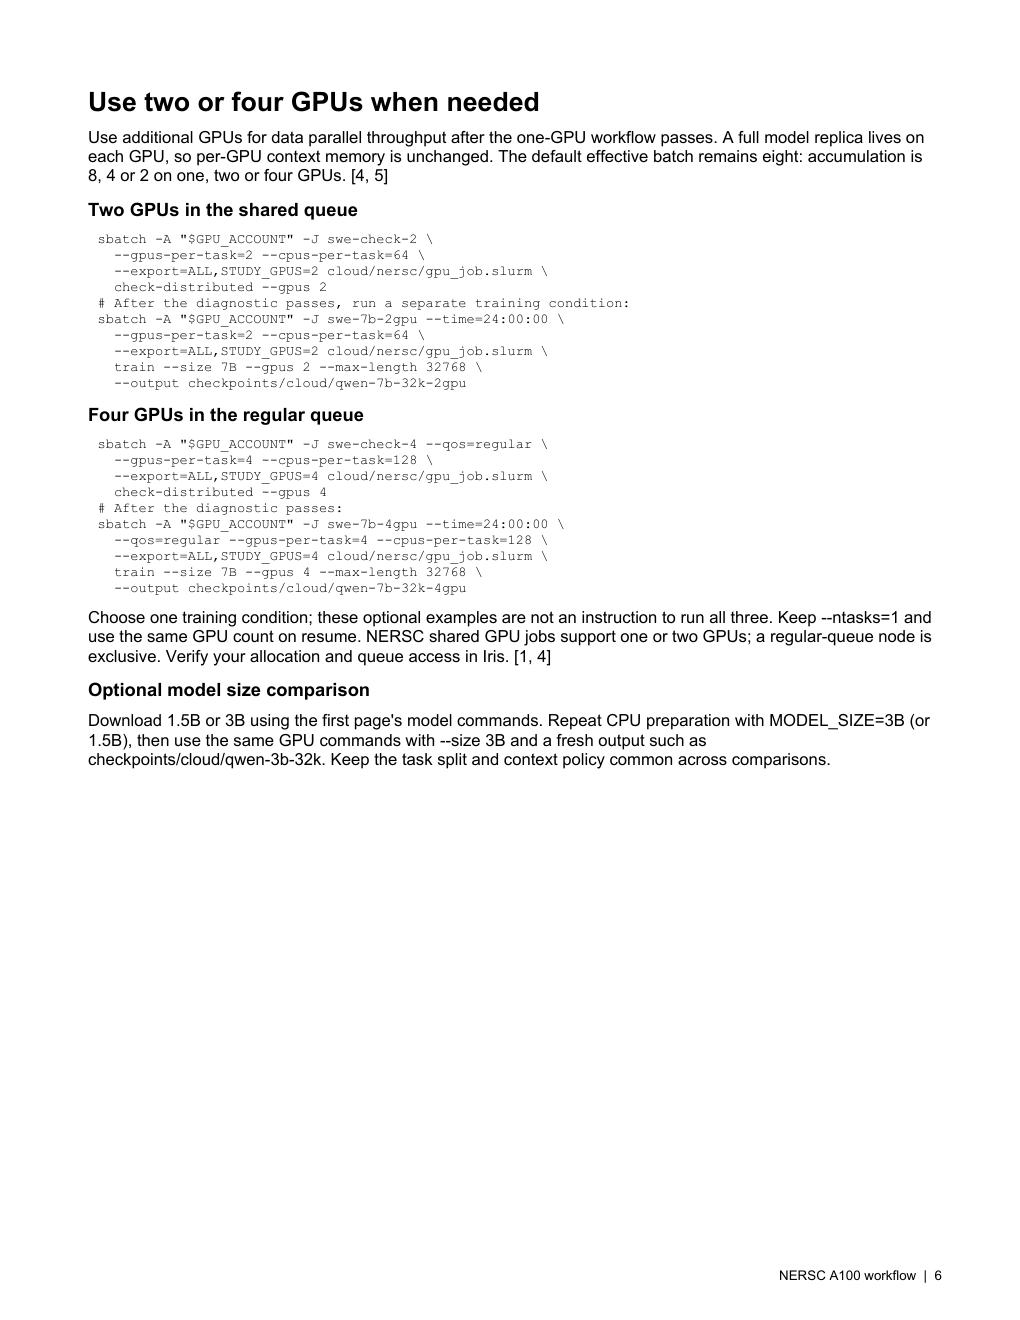 Use two or four GPUs when needed
Use additional GPUs for data parallel throughput after the one-GPU workflow passes. A full model replica lives on
each GPU, so per-GPU context memory is unchanged. The default effective batch remains eight: accumulation is
8, 4 or 2 on one, two or four GPUs. [4, 5]
Two GPUs in the shared queue
sbatch -A "$GPU_ACCOUNT" -J swe-check-2 \
  --gpus-per-task=2 --cpus-per-task=64 \
  --export=ALL,STUDY_GPUS=2 cloud/nersc/gpu_job.slurm \
  check-distributed --gpus 2
# After the diagnostic passes, run a separate training condition:
sbatch -A "$GPU_ACCOUNT" -J swe-7b-2gpu --time=24:00:00 \
  --gpus-per-task=2 --cpus-per-task=64 \
  --export=ALL,STUDY_GPUS=2 cloud/nersc/gpu_job.slurm \
  train --size 7B --gpus 2 --max-length 32768 \
  --output checkpoints/cloud/qwen-7b-32k-2gpu
Four GPUs in the regular queue
sbatch -A "$GPU_ACCOUNT" -J swe-check-4 --qos=regular \
  --gpus-per-task=4 --cpus-per-task=128 \
  --export=ALL,STUDY_GPUS=4 cloud/nersc/gpu_job.slurm \
  check-distributed --gpus 4
# After the diagnostic passes:
sbatch -A "$GPU_ACCOUNT" -J swe-7b-4gpu --time=24:00:00 \
  --qos=regular --gpus-per-task=4 --cpus-per-task=128 \
  --export=ALL,STUDY_GPUS=4 cloud/nersc/gpu_job.slurm \
  train --size 7B --gpus 4 --max-length 32768 \
  --output checkpoints/cloud/qwen-7b-32k-4gpu
Choose one training condition; these optional examples are not an instruction to run all three. Keep --ntasks=1 and
use the same GPU count on resume. NERSC shared GPU jobs support one or two GPUs; a regular-queue node is
exclusive. Verify your allocation and queue access in Iris. [1, 4]
Optional model size comparison
Download 1.5B or 3B using the first page's model commands. Repeat CPU preparation with MODEL_SIZE=3B (or
1.5B), then use the same GPU commands with --size 3B and a fresh output such as
checkpoints/cloud/qwen-3b-32k. Keep the task split and context policy common across comparisons.
NERSC A100 workflow | 6